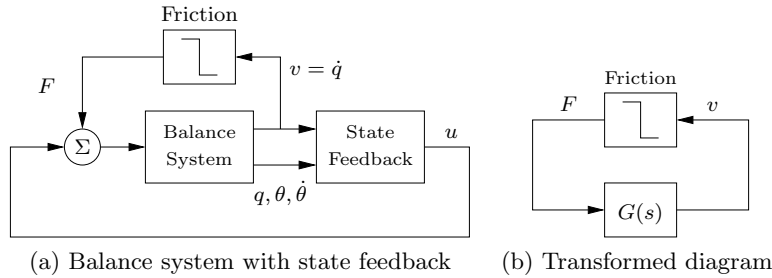 Friction
F
v = q̇
Σ
Balance
System
State
Feedback
u
q, θ, θ̇
(a) Balance system with state feedback
Friction
F
v
G(s)
(b) Transformed diagram